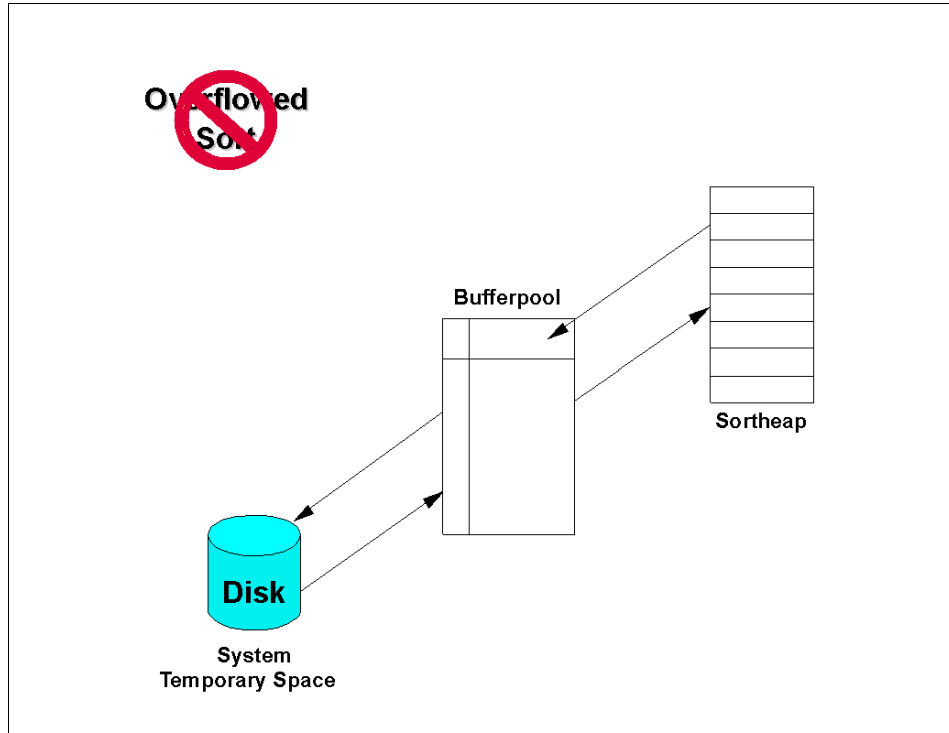 Overflowed
Sort
Bufferpool
Sortheap
Disk
System
Temporary Space